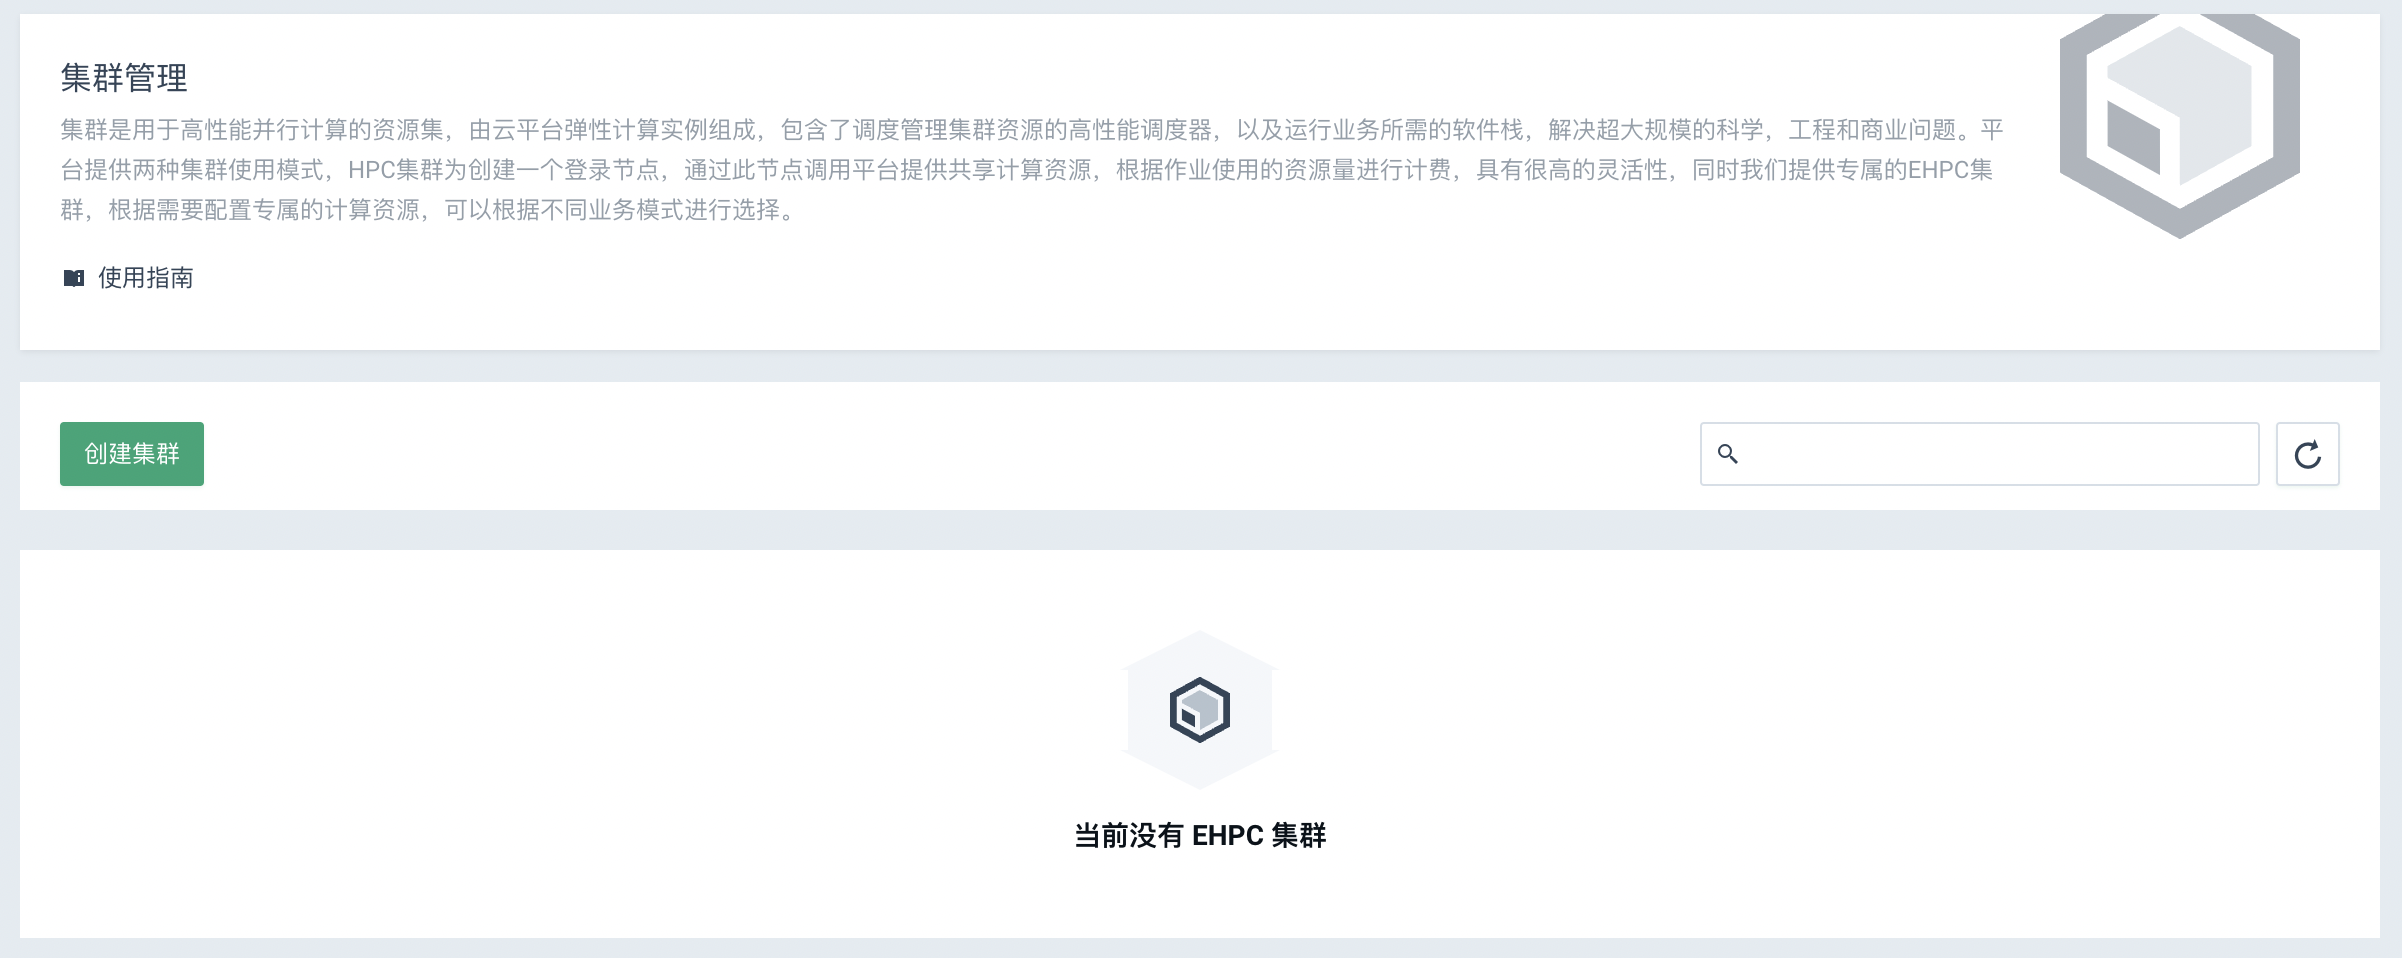 集群管理
集群是用于高性能并行计算的资源集，由云平台弹性计算实例组成，包含了调度管理集群资源的高性能调度器，以及运行业务所需的软件栈，解决超大规模的科学，工程和商业问题。平
台提供两种集群使用模式，HPC集群为创建一个登录节点，通过此节点调用平台提供共享计算资源，根据作业使用的资源量进行计费，具有很高的灵活性，同时我们提供专属的EHPC集
群，根据需要配置专属的计算资源，可以根据不同业务模式进行选择。
使用指南
创建集群
当前没有 EHPC 集群